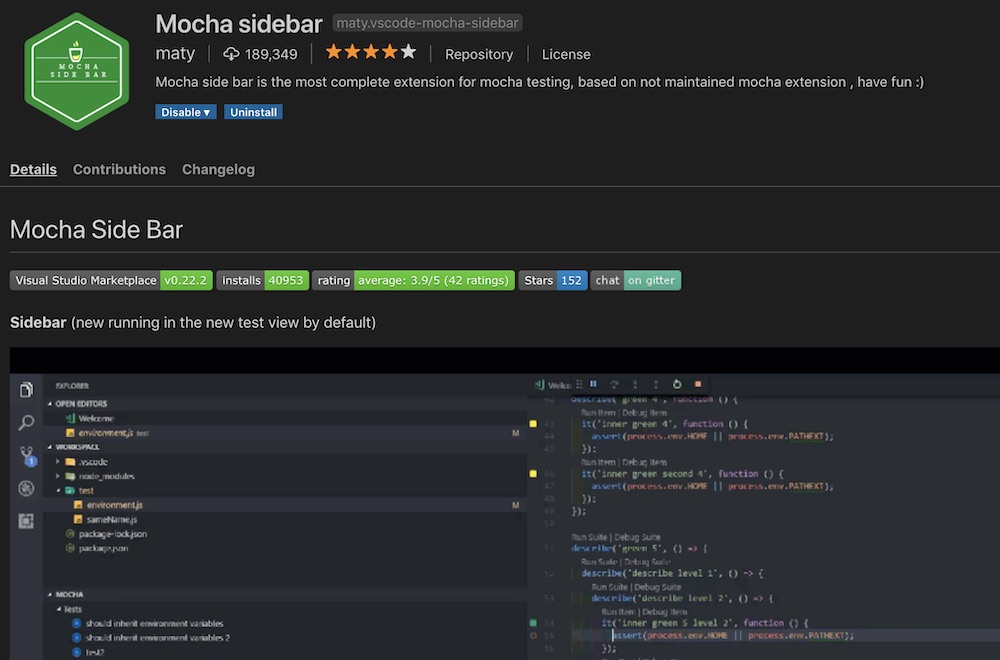 Mocha sidebar maty.vscode-mocha-sidebar
maty 189,349 Repository License
Mocha side bar is the most complete extension for mocha testing, based on not maintained mocha extension , have fun :)
Disable ▾ Uninstall
MOCHA
SIDE BAR
Details Contributions Changelog
Mocha Side Bar
Visual Studio Marketplace v0.22.2 installs 40953 rating average: 3.9/5 (42 ratings) Stars 152 chat on gitter
Sidebar (new running in the new test view by default)
EXPLORER
OPEN EDITORS
Welcome
environment.js test M
WORKSPACE
.vscode
node_modules
test
environment.js M
sameName.js
package-lock.json
package.json
MOCHA
Tests
should inherit environment variables
should inherit environment variables 2
test2
1
Welco
42 describe('green 4', function () {
Run Item | Debug Item
43 it('inner green 4', function () {
44 assert(process.env.HOME || process.env.PATHEXT);
45 });
Run Item | Debug Item
46 it('inner green second 4', function () {
47 assert(process.env.HOME || process.env.PATHEXT);
48 });
49 });
50
Run Suite | Debug Suite
51 describe('green 5', () => {
Run Suite | Debug Suite
52 describe('describe level 1', () => {
Run Suite | Debug Suite
53 describe('describe level 2', () => {
Run Item | Debug Item
54 it('inner green 5 level 2', function () {
55 assert(process.env.HOME || process.env.PATHEXT);
56 });